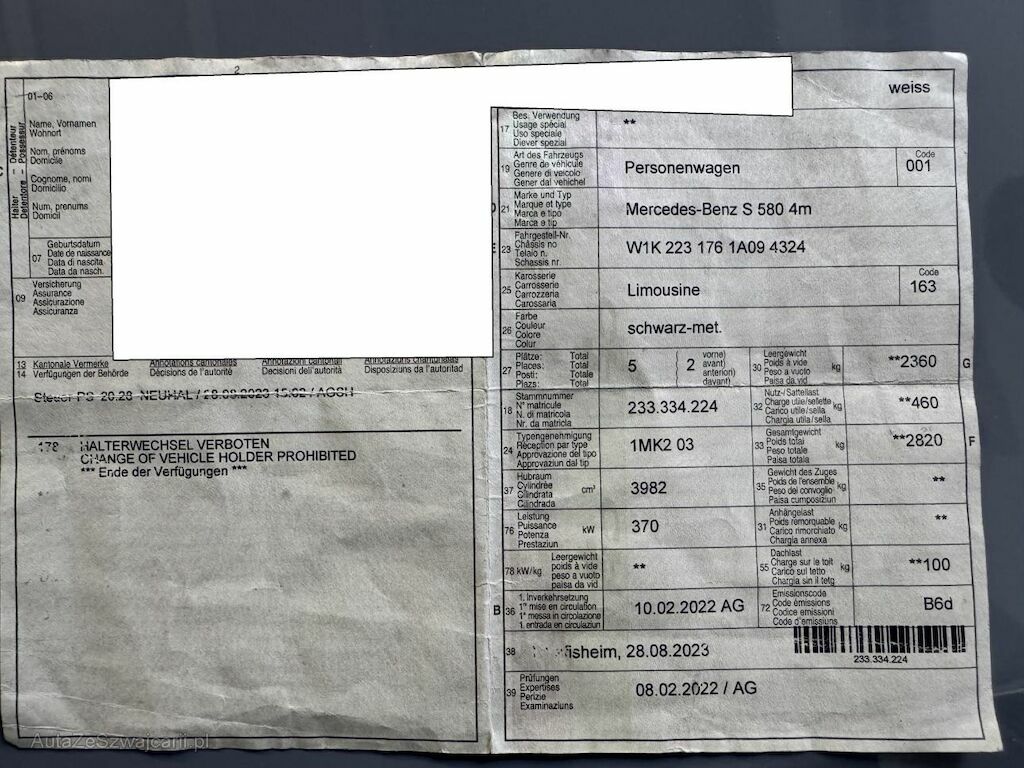 2
01-06
Halter - Détenteur
Detentore - Possessur
Name, Vornamen
Wohnort
Nom, prénoms
Domicile
Cognome, nomi
Domicilio
Num, prenums
Domicil
07 Geburtsdatum
Date de naissance
Data di nascita
Data da nasch.
09 Versicherung
Assurance
Assicurazione
Assicuranza
13 Kantonale Vermerke Annotations cantonales Annotazioni cantonali Annotaziuns chantunalas
14 Verfügungen der Behörde Décisions de l'autorité Decisioni dell'autorità Disposiziuns da l'autoritad
Steuer PS 20.28 NEUHAL / 28.08.2023 15:02 / AGSH
178 HALTERWECHSEL VERBOTEN
CHANGE OF VEHICLE HOLDER PROHIBITED
*** Ende der Verfügungen ***
weiss
17 Bes. Verwendung
Usage spécial
Uso speciale
Diever spezial
**
19 Art des Fahrzeugs
Genre de véhicule
Genere di veicolo
Gener dal vehichel
Personenwagen
Code
001
D 21 Marke und Typ
Marque et type
Marca e tipo
Marca e tip
Mercedes-Benz S 580 4m
E 23 Fahrgestell-Nr.
Châssis no
Telaio n.
Schassis nr.
W1K 223 176 1A09 4324
25 Karosserie
Carrosserie
Carrozzeria
Carossaria
Limousine
Code
163
26 Farbe
Couleur
Colore
Colur
schwarz-met.
27 Plätze: Total
Places: Total
Posti: Totale
Plazs: Total
5 ( 2 vorne)
avant)
anteriori)
davant)
30 Leergewicht
Poids à vide
Peso a vuoto
Paisa da vid
kg **2360 G
18 Stammnummer
N° matricule
N. di matricola
Nr. da matricla
233.334.224
32 Nutz-/Sattellast
Charge utile/sellette
Carico utile/sella
Chargia utila/sella
kg **460
24 Typengenehmigung
Réception par type
Approvazione del tipo
Approvaziun dal tip
1MK2 03
33 Gesamtgewicht
Poids total
Peso totale
Paisa totala
kg **2820 F
37 Hubraum
Cylindrée
Cilindrata
Cilindrada
cm³ 3982
35 Gewicht des Zuges
Poids de l'ensemble
Peso del convoglio
Paisa cumposiziun
kg **
76 Leistung
Puissance
Potenza
Prestaziun
kW 370
31 Anhängelast
Poids remorquable
Carico rimorchiato
Chargia annexa
kg **
78 kW/kg Leergewicht
poids à vide
peso a vuoto
paisa da vid
**
55 Dachlast
Charge sur le toit
Carico sul tetto
Chargia sin il tetg
kg **100
B 36 1. Inverkehrsetzung
1re mise en circulation
1a messa in circolazione
1. entrada en circulaziun
10.02.2022 AG
72 Emissionscode
Code émissions
Codice emissioni
Code d'emissiuns
B6d
38 fisheim, 28.08.2023
233.334.224
39 Prüfungen
Expertises
Perizie
Examinaziuns
08.02.2022 / AG
AutaZeSzwajcarii.pl